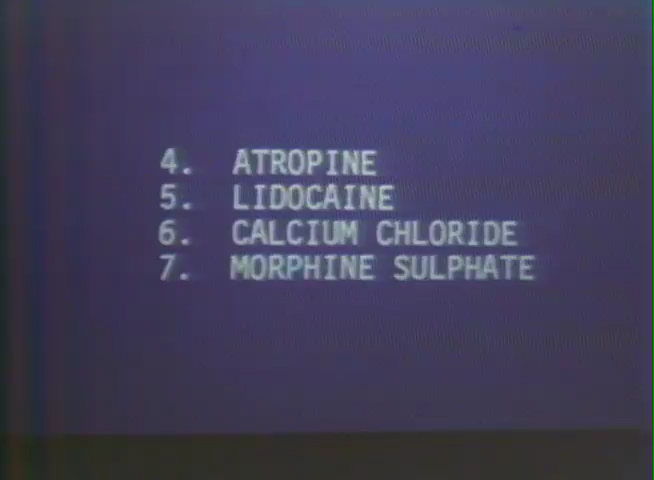 4. ATROPINE
5. LIDOCAINE
6. CALCIUM CHLORIDE
7. MORPHINE SULPHATE